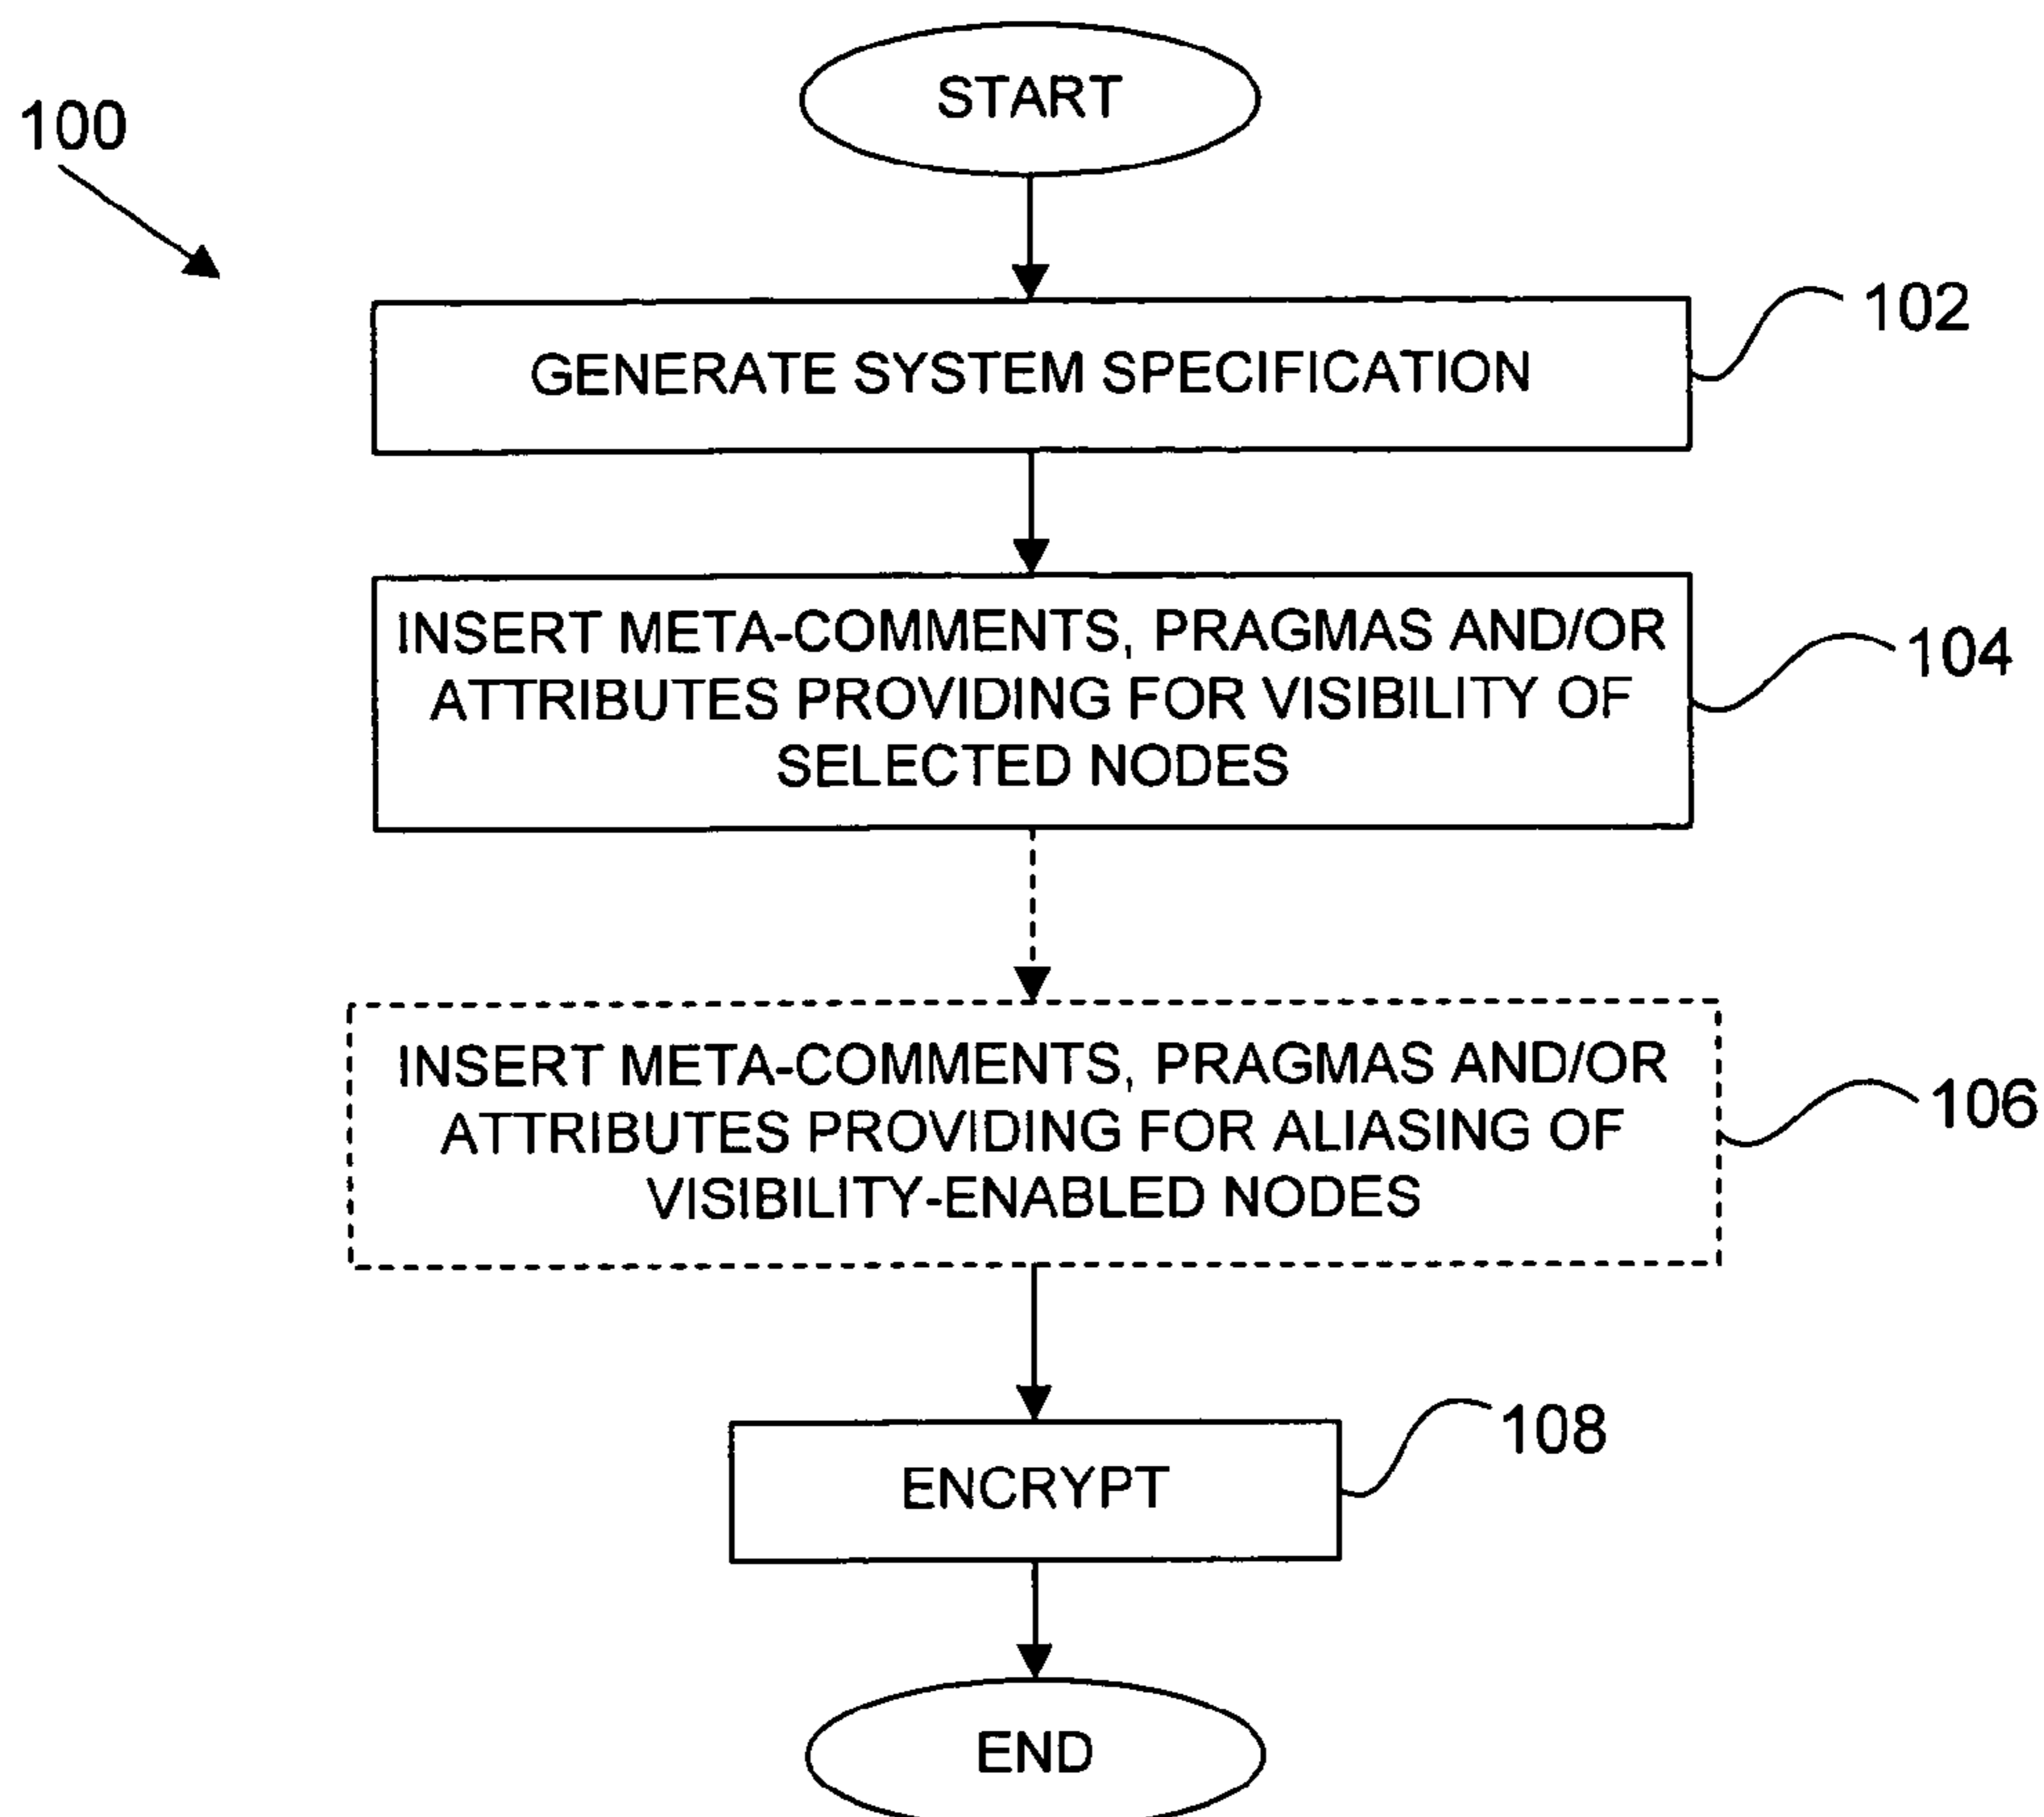 START
100
GENERATE SYSTEM SPECIFICATION
102
INSERT META-COMMENTS, PRAGMAS AND/OR
ATTRIBUTES PROVIDING FOR VISIBILITY OF
SELECTED NODES
104
INSERT META-COMMENTS, PRAGMAS AND/OR
ATTRIBUTES PROVIDING FOR ALIASING OF
VISIBILITY-ENABLED NODES
106
ENCRYPT
108
END